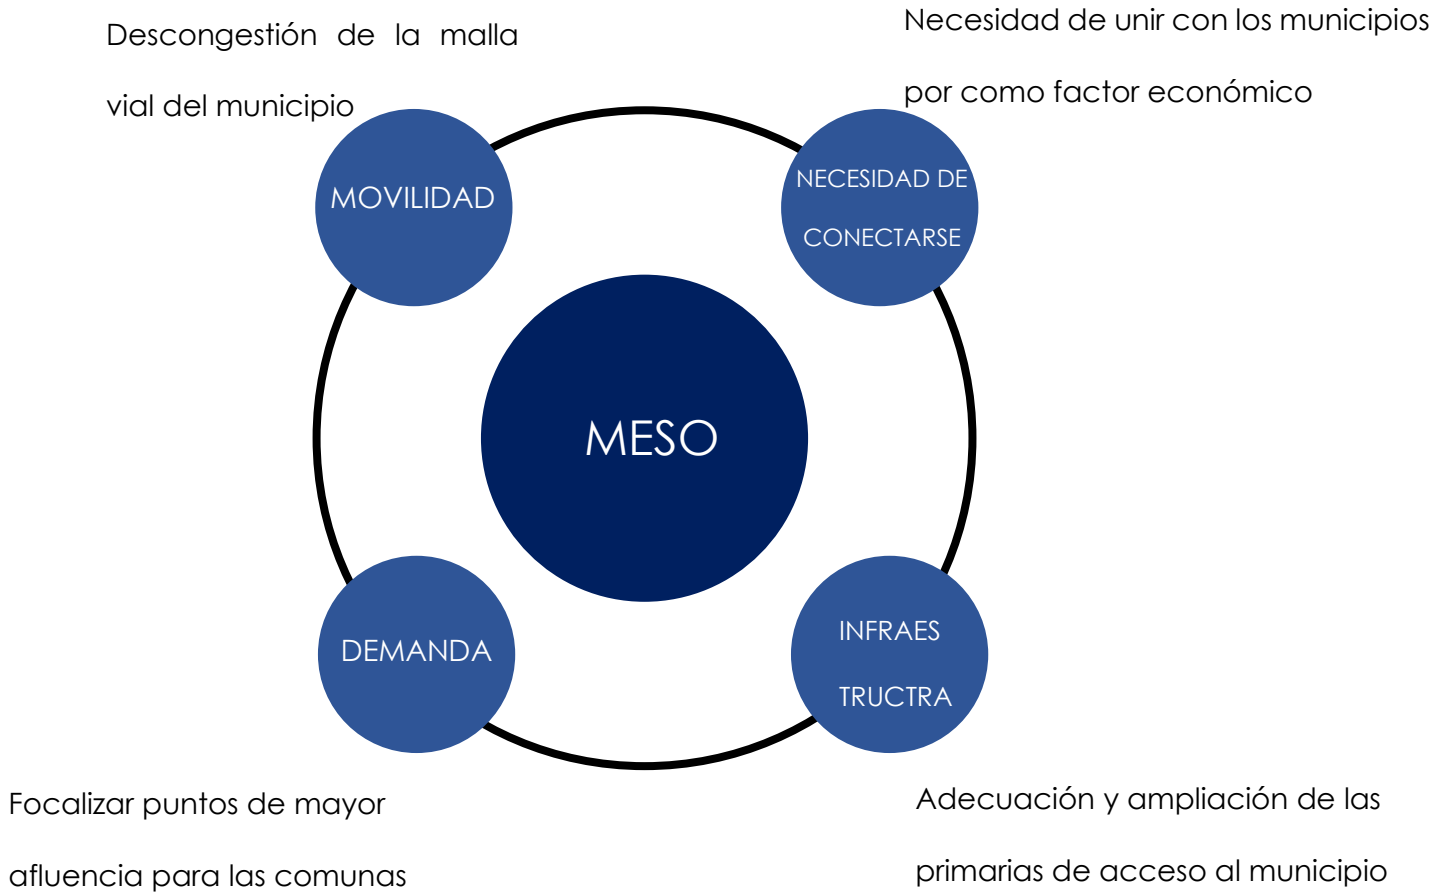 Descongestión de la malla
vial del municipio
Necesidad de unir con los municipios
por como factor económico
MOVILIDAD
NECESIDAD DE
CONECTARSE
MESO
DEMANDA
INFRAES
TRUCTRA
Focalizar puntos de mayor
afluencia para las comunas
Adecuación y ampliación de las
primarias de acceso al municipio